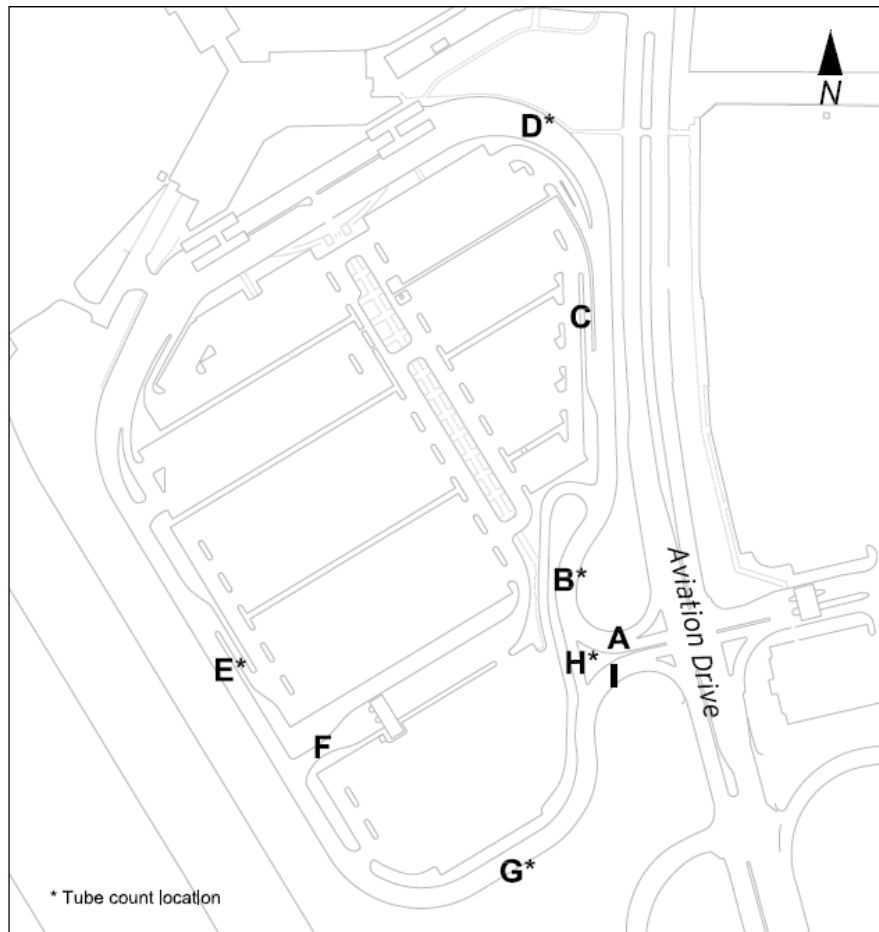 N
D*
C
B*
Aviation Drive
A
H*
I
E*
F
G*
* Tube count location